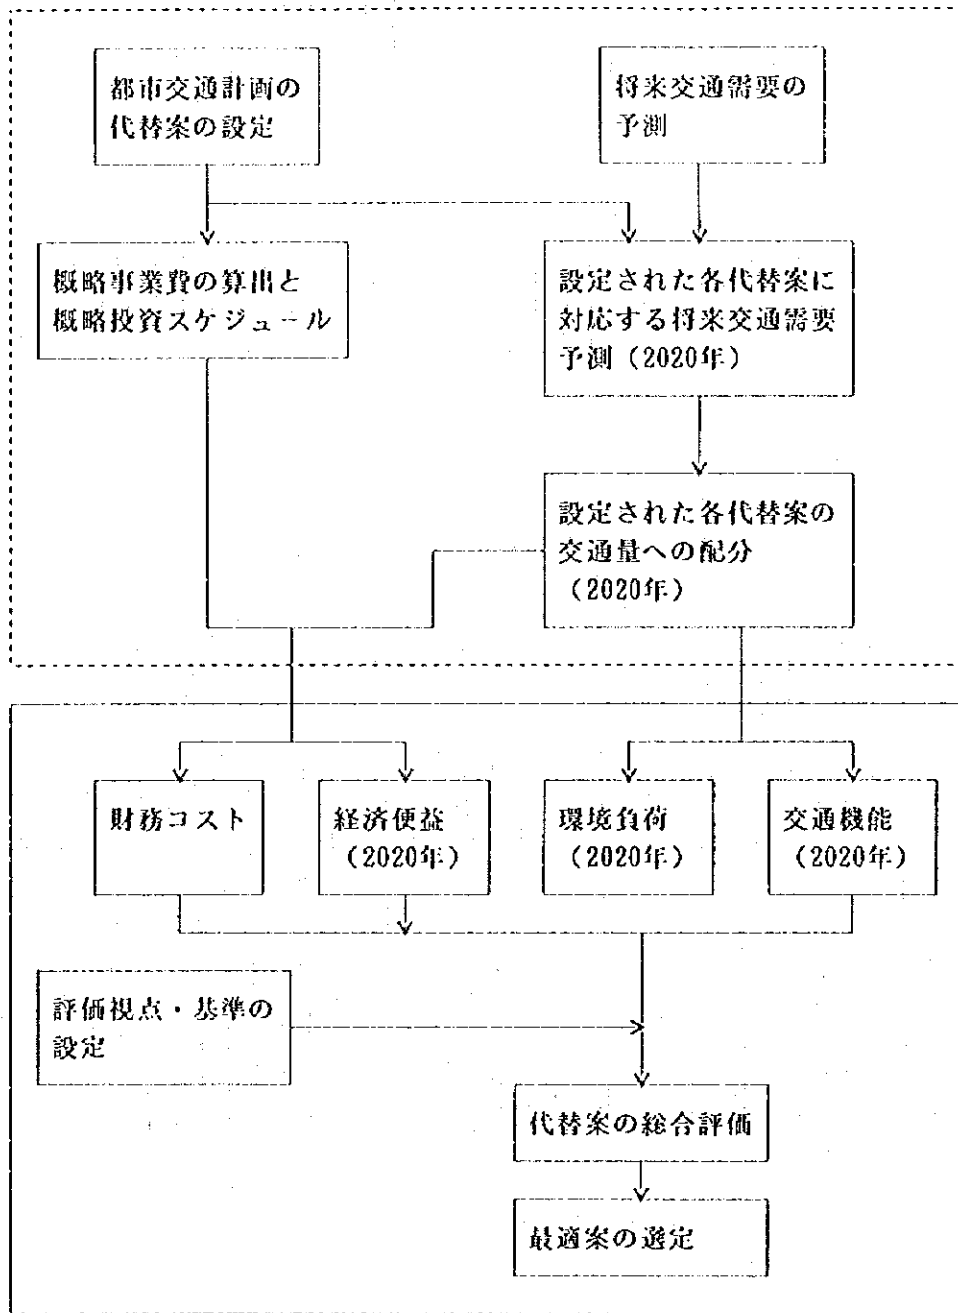 都市交通計画の
代替案の設定
将来交通需要の
予測
概略事業費の算出と
概略投資スケジュール
設定された各代替案に
対応する将来交通需要
予測（2020年）
設定された各代替案の
交通量への配分
（2020年）
財務コスト
経済便益
（2020年）
環境負荷
（2020年）
交通機能
（2020年）
評価視点・基準の
設定
代替案の総合評価
最適案の選定